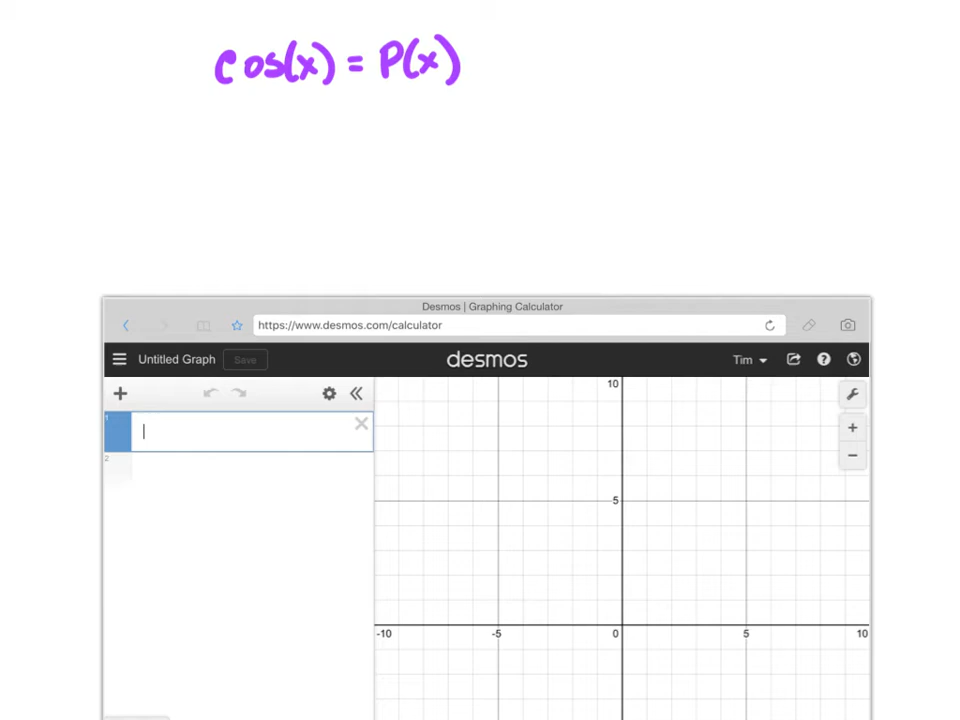 cos(x) = P(x)
Desmos | Graphing Calculator
https://www.desmos.com/calculator
Untitled Graph Save desmos Tim
1
2
10
5
-10 -5 0 5 10